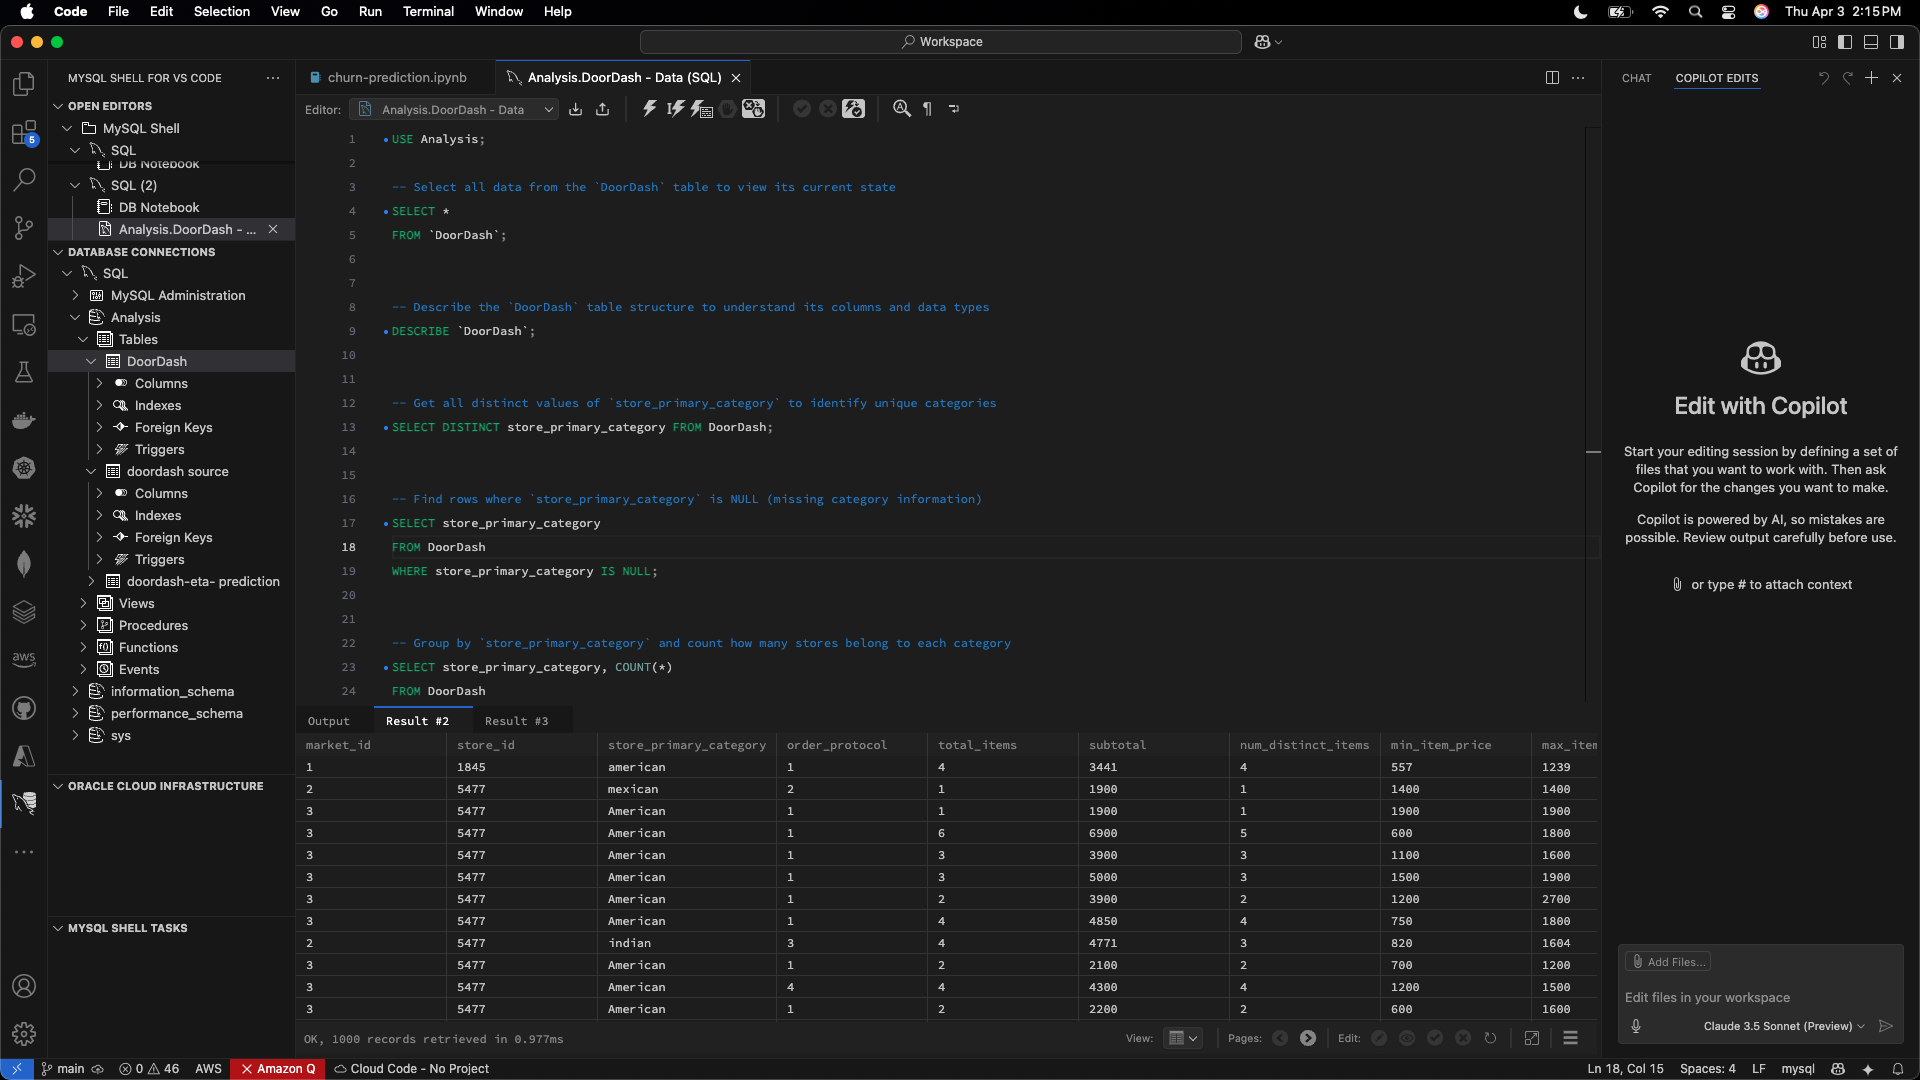 Code File Edit Selection View Go Run Terminal Window Help Thu Apr 3 2:15 PM
Workspace
MYSQL SHELL FOR VS CODE
OPEN EDITORS
MySQL Shell
SQL
DB Notebook
SQL (2)
DB Notebook
Analysis.DoorDash - ...
DATABASE CONNECTIONS
SQL
MySQL Administration
Analysis
Tables
DoorDash
Columns
Indexes
Foreign Keys
Triggers
doordash source
Columns
Indexes
Foreign Keys
Triggers
doordash-eta- prediction
Views
Procedures
Functions
Events
information_schema
performance_schema
sys
ORACLE CLOUD INFRASTRUCTURE
MYSQL SHELL TASKS
5
aws
churn-prediction.ipynb Analysis.DoorDash - Data (SQL)
Editor: Analysis.DoorDash - Data
1 USE Analysis;
2
3 -- Select all data from the `DoorDash` table to view its current state
4 SELECT *
5 FROM `DoorDash`;
6
7
8 -- Describe the `DoorDash` table structure to understand its columns and data types
9 DESCRIBE `DoorDash`;
10
11
12 -- Get all distinct values of `store_primary_category` to identify unique categories
13 SELECT DISTINCT store_primary_category FROM DoorDash;
14
15
16 -- Find rows where `store_primary_category` is NULL (missing category information)
17 SELECT store_primary_category
18 FROM DoorDash
19 WHERE store_primary_category IS NULL;
20
21
22 -- Group by `store_primary_category` and count how many stores belong to each category
23 SELECT store_primary_category, COUNT(*)
24 FROM DoorDash
Output Result #2 Result #3
market_id store_id store_primary_category order_protocol total_items subtotal num_distinct_items min_item_price max_item
1 1845 american 1 4 3441 4 557 1239
2 5477 mexican 2 1 1900 1 1400 1400
3 5477 American 1 1 1900 1 1900 1900
3 5477 American 1 6 6900 5 600 1800
3 5477 American 1 3 3900 3 1100 1600
3 5477 American 1 3 5000 3 1500 1900
3 5477 American 1 2 3900 2 1200 2700
3 5477 American 1 4 4850 4 750 1800
2 5477 indian 3 4 4771 3 820 1604
3 5477 American 1 2 2100 2 700 1200
3 5477 American 4 4 4300 4 1200 1500
3 5477 American 1 2 2200 2 600 1600
OK, 1000 records retrieved in 0.977ms View: Pages: Edit:
CHAT COPILOT EDITS
Edit with Copilot
Start your editing session by defining a set of
files that you want to work with. Then ask
Copilot for the changes you want to make.
Copilot is powered by AI, so mistakes are
possible. Review output carefully before use.
or type # to attach context
Add Files...
Edit files in your workspace
Claude 3.5 Sonnet (Preview)
main 0 46 AWS Amazon Q Cloud Code - No Project Ln 18, Col 15 Spaces: 4 LF mysql